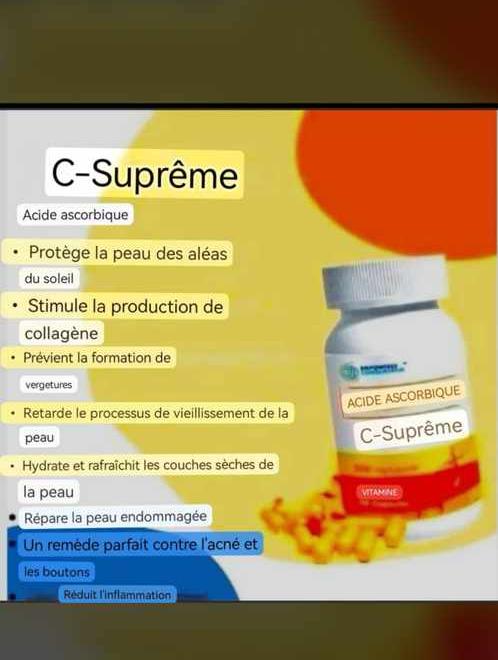 C-Suprême
Acide ascorbique
• Protège la peau des aléas
du soleil
• Stimule la production de
collagène
• Prévient la formation de
vergetures
• Retarde le processus de vieillissement de la
peau
• Hydrate et rafraîchit les couches sèches de
la peau
• Répare la peau endommagée
• Un remède parfait contre l'acné et
les boutons
• Réduit l'inflammation
ACIDE ASCORBIQUE
C-Suprême
VITAMINE